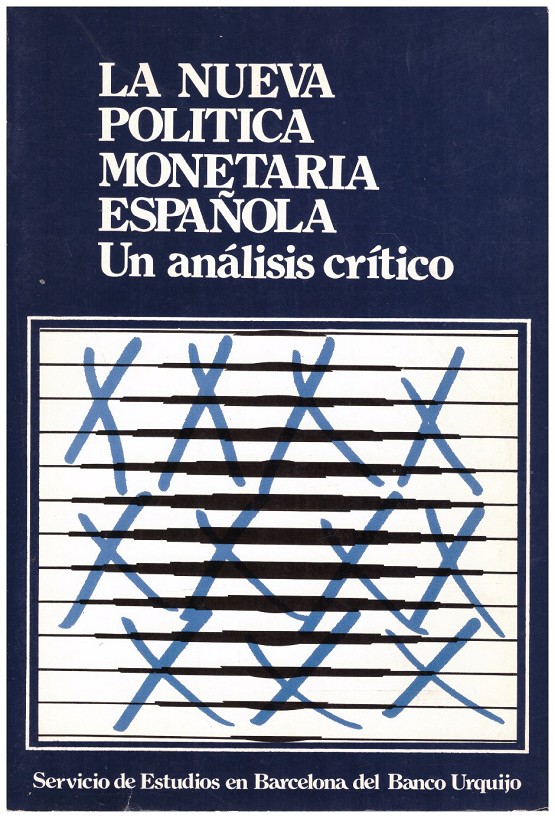 LA NUEVA
POLITICA
MONETARIA
ESPAÑOLA
Un análisis crítico
Servicio de Estudios en Barcelona del Banco Urquijo